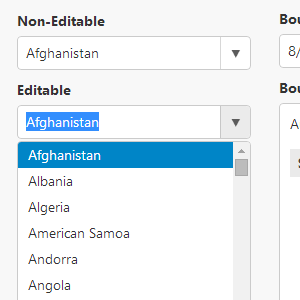 Non-Editable
Afghanistan
Editable
Afghanistan
Afghanistan
Albania
Algeria
American Samoa
Andorra
Angola
Bou
8/
Bou
A